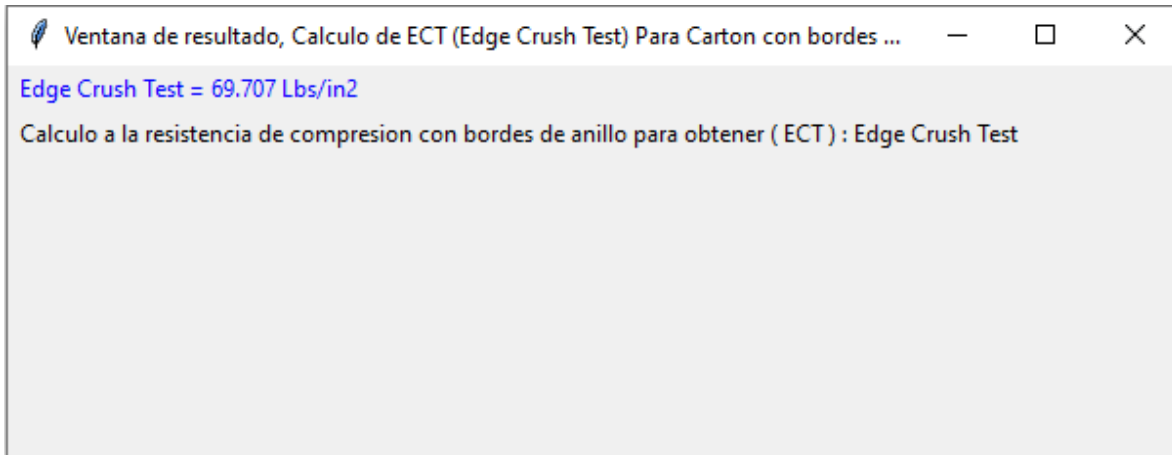 Ventana de resultado, Calculo de ECT (Edge Crush Test) Para Carton con bordes ...
Edge Crush Test = 69.707 Lbs/in2
Calculo a la resistencia de compresion con bordes de anillo para obtener ( ECT ) : Edge Crush Test